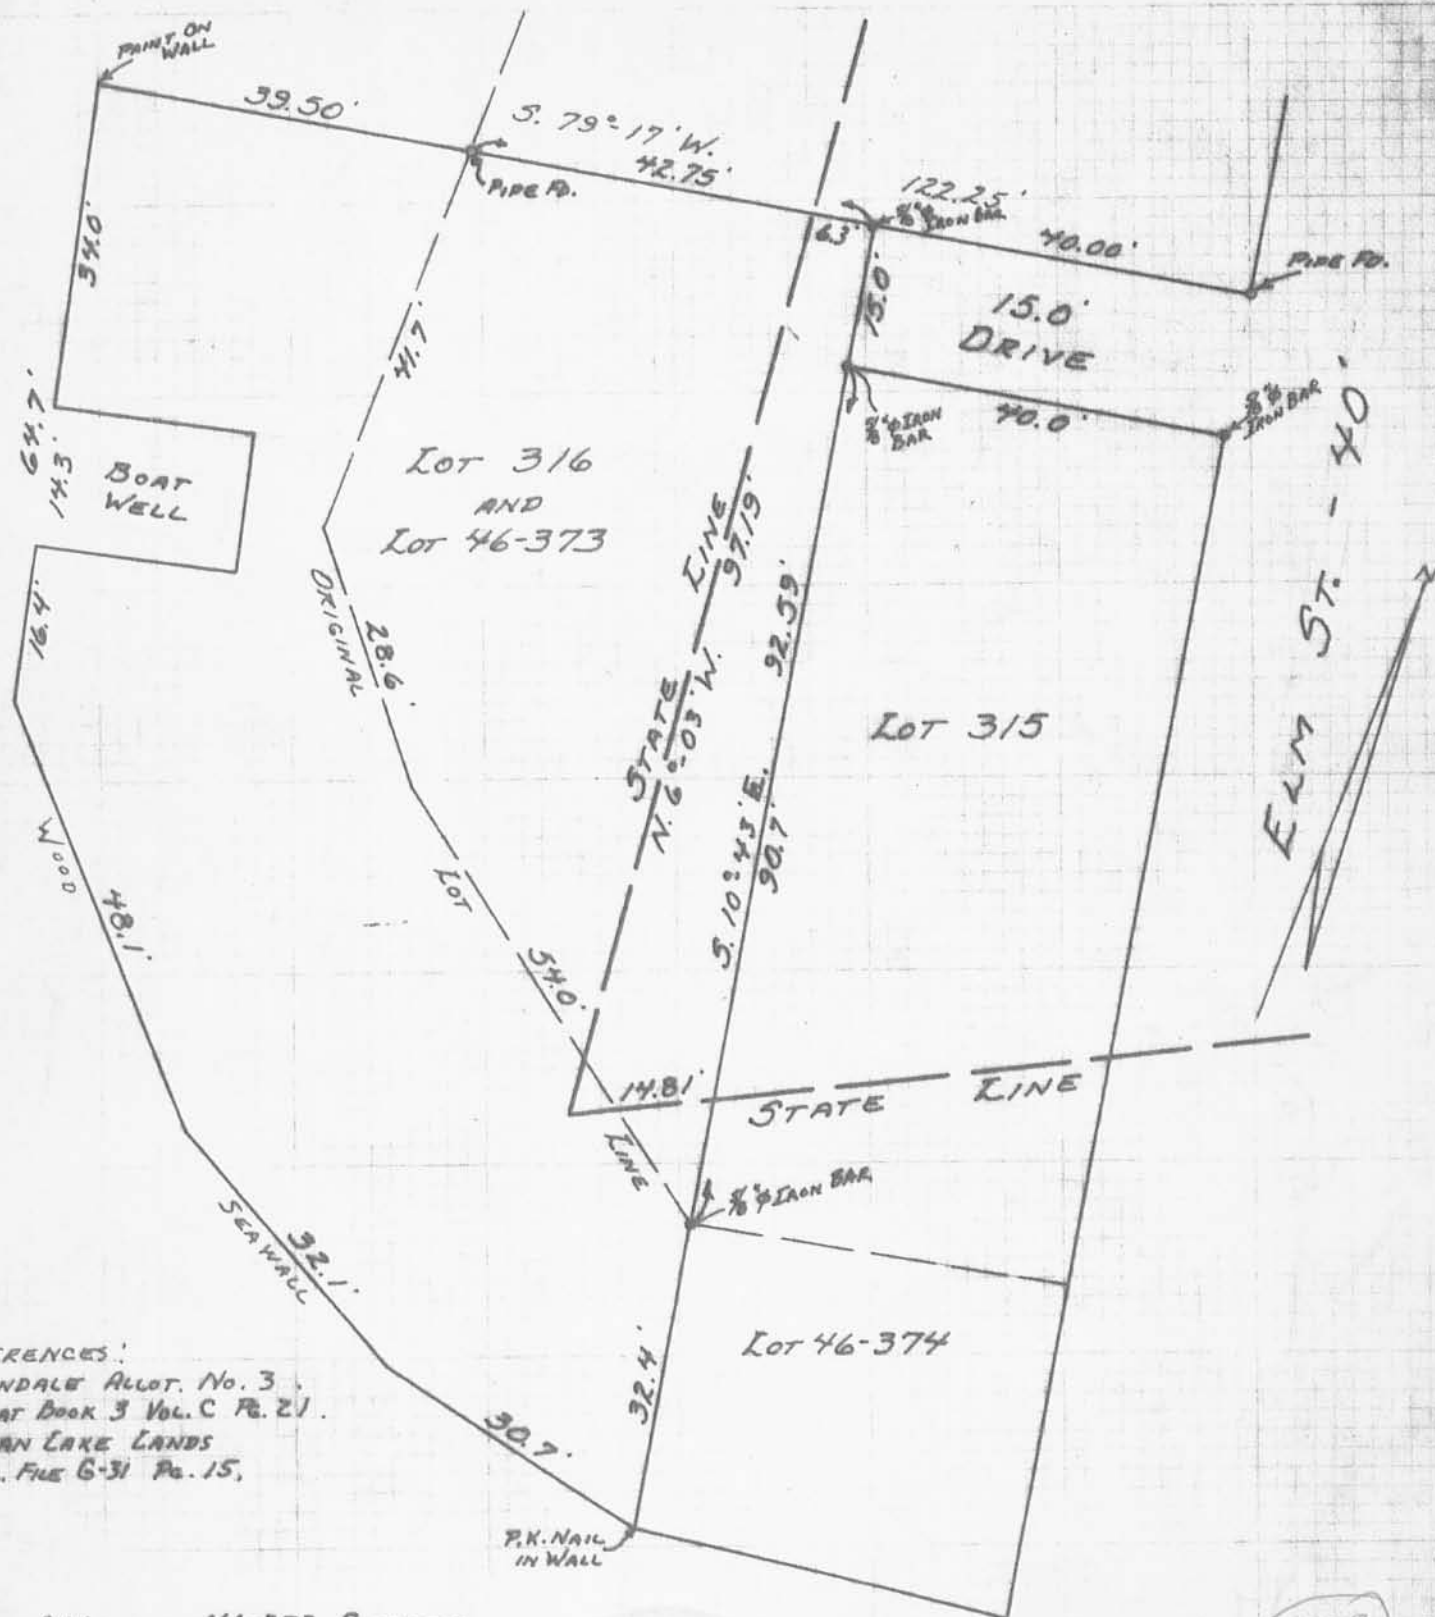 PAINT ON
WALL
39.50'
S. 79°-17' W.
42.75'
PIPE FD.
122.25'
5/8"φ
IRON BAR
6.3'
40.00'
PIPE FD.
34.0'
15.0'
15.0'
DRIVE
41.7'
5/8"φ IRON
BAR
40.0'
5/8"φ
IRON BAR
64.7'
14.3'
BOAT
WELL
LOT 316
AND
LOT 46-373
STATE LINE
N. 6°-03' W. 97.19'
ELM ST. - 40'
16.4'
ORIGINAL
28.6'
92.59'
LOT 315
S. 10°43' E.
90.7'
WOOD
48.1'
LOT
54.0'
14.81'
STATE LINE
LINE
5/8"φ IRON BAR
SEAWALL
32.1'
LOT 46-374
32.4'
30.7'
RENCES:
NDALE ALLOT. NO. 3.
AT BOOK 3 VOL. C PG. 21.
AN LAKE LANDS
. FILE G-31 PG. 15.
P.K. NAIL
IN WALL